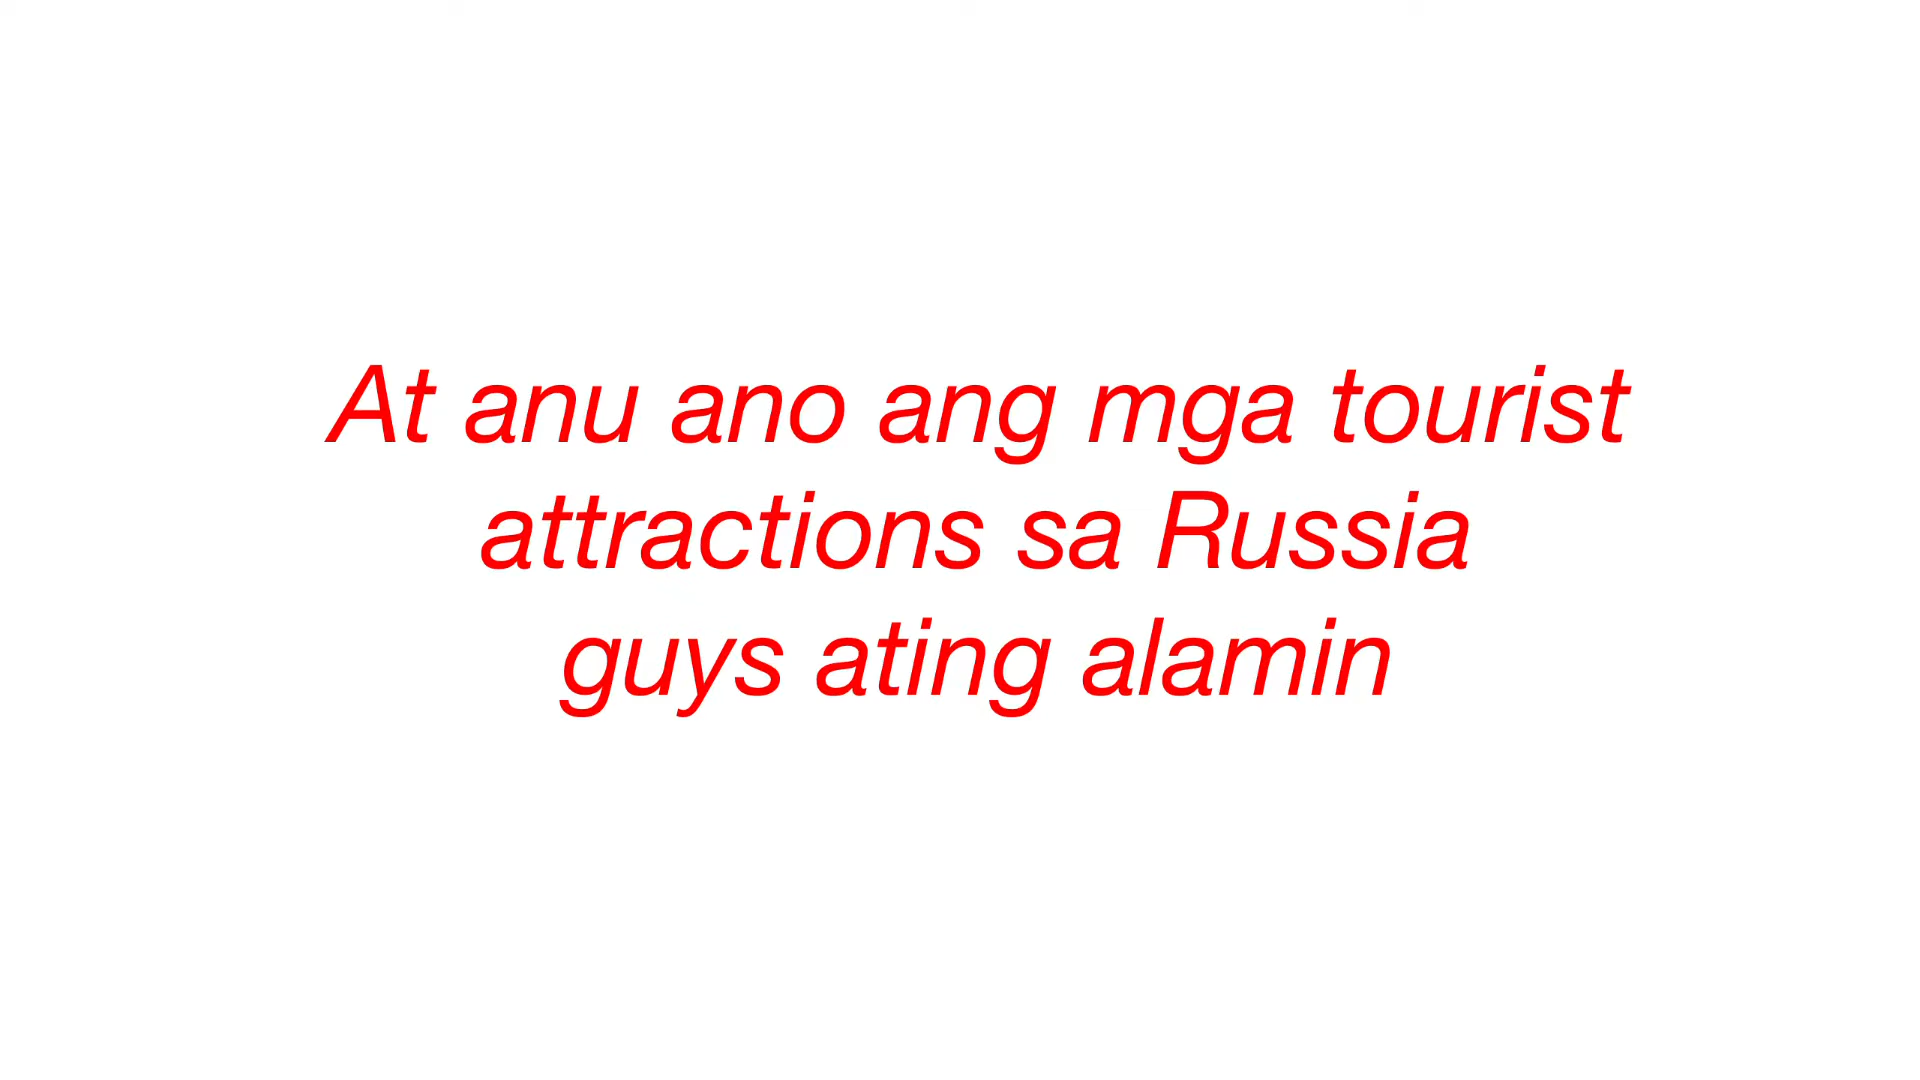 At anu ano ang mga tourist
attractions sa Russia
guys ating alamin